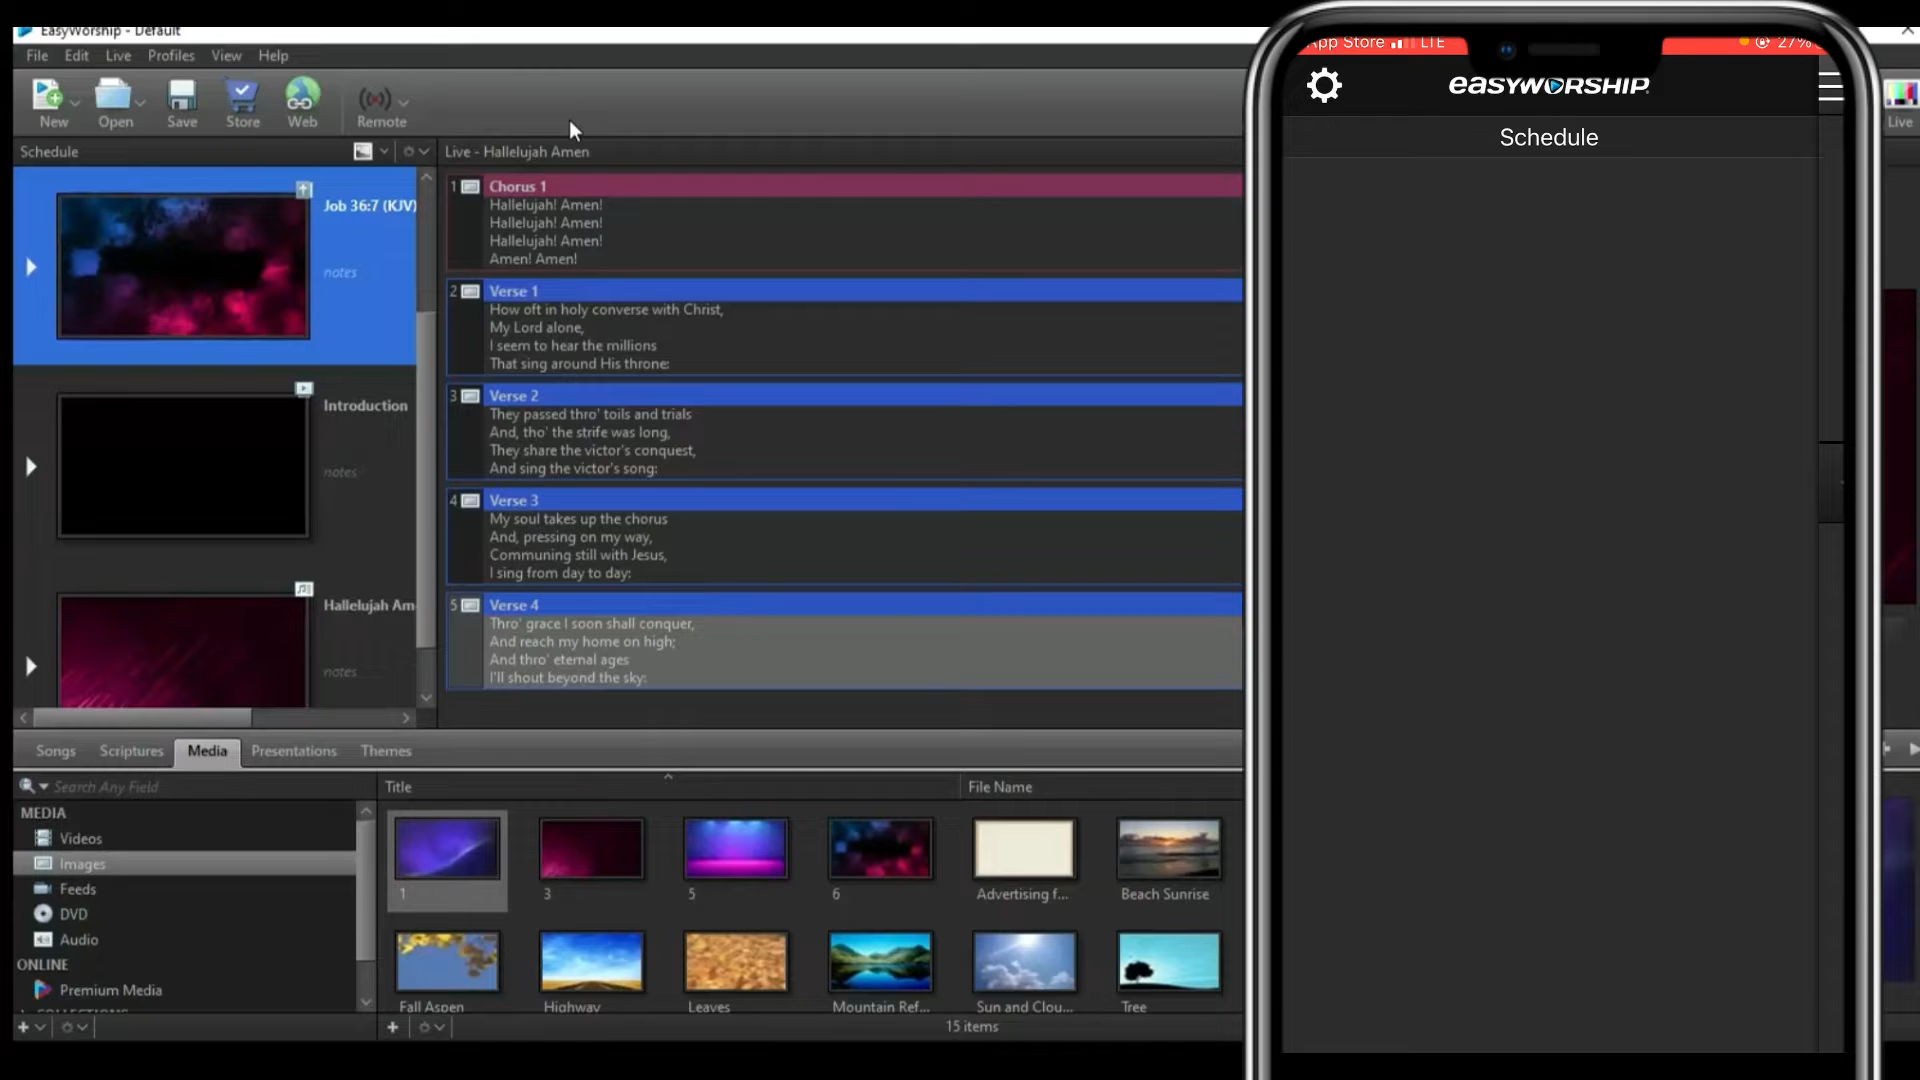 EasyWorship - Default
File Edit Live Profiles View Help
New Open Save Store Web Remote
Live
Schedule
Live - Hallelujah Amen
Job 36:7 (KJV)
notes
Introduction
notes
Hallelujah Am
notes
1 Chorus 1
Hallelujah! Amen!
Hallelujah! Amen!
Hallelujah! Amen!
Amen! Amen!
2 Verse 1
How oft in holy converse with Christ,
My Lord alone,
I seem to hear the millions
That sing around His throne:
3 Verse 2
They passed thro' toils and trials
And, tho' the strife was long,
They share the victor's conquest,
And sing the victor's song:
4 Verse 3
My soul takes up the chorus
And, pressing on my way,
Communing still with Jesus,
I sing from day to day:
5 Verse 4
Thro' grace I soon shall conquer,
And reach my home on high;
And thro' eternal ages
I'll shout beyond the sky:
Songs Scriptures Media Presentations Themes
Search Any Field
MEDIA
Videos
Images
Feeds
DVD
Audio
ONLINE
Premium Media
COLLECTIONS
Title File Name
1 3 5 6 Advertising f... Beach Sunrise
Fall Aspen Highway Leaves Mountain Ref... Sun and Clou... Tree
15 items
App Store LTE 27%
easyworship
Schedule